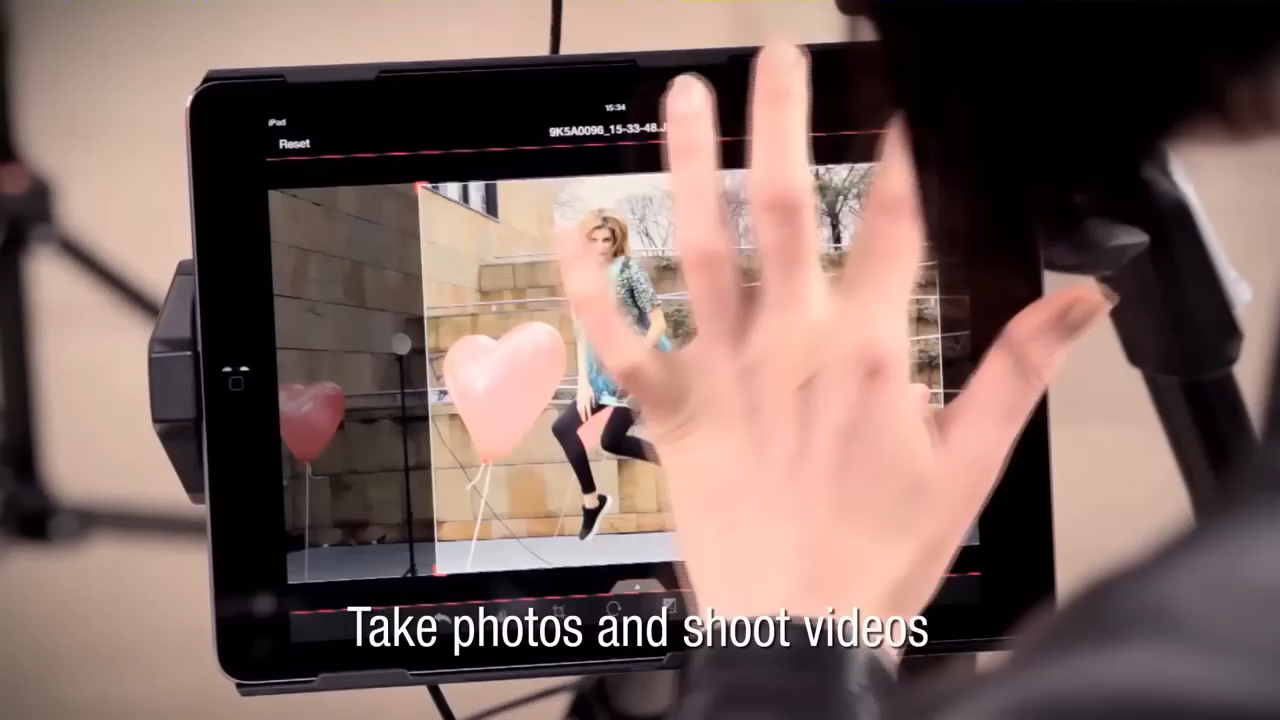 iPad
15:34
Reset
9K5A0096_15-33-48.J
Take photos and shoot videos